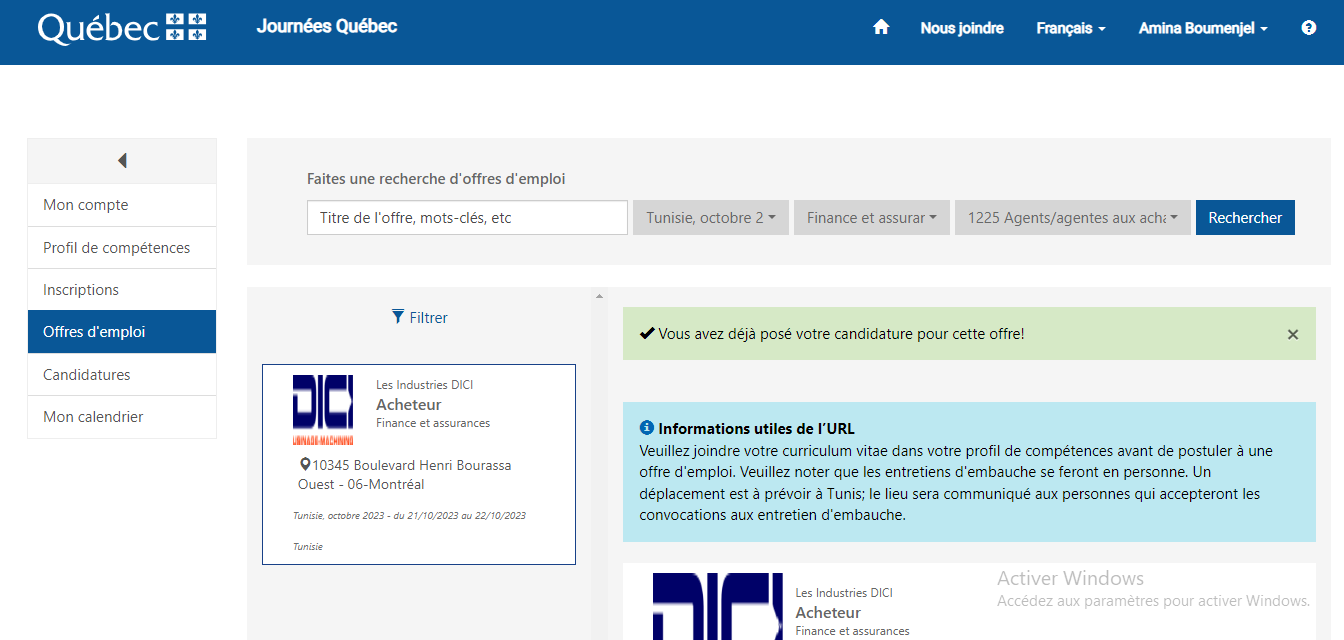 Québec
Journées Québec
Nous joindre
Français
Amina Boumenjel
Mon compte
Profil de compétences
Inscriptions
Offres d'emploi
Candidatures
Mon calendrier
Faites une recherche d'offres d'emploi
Titre de l'offre, mots-clés, etc
Tunisie, octobre 2
Finance et assurar
1225 Agents/agentes aux acha
Rechercher
Filtrer
DICI
USINAGE-MACHINING
Les Industries DICI
Acheteur
Finance et assurances
10345 Boulevard Henri Bourassa
Ouest - 06-Montréal
Tunisie, octobre 2023 - du 21/10/2023 au 22/10/2023
Tunisie
Vous avez déjà posé votre candidature pour cette offre!
Informations utiles de l'URL
Veuillez joindre votre curriculum vitae dans votre profil de compétences avant de postuler à une
offre d'emploi. Veuillez noter que les entretiens d'embauche se feront en personne. Un
déplacement est à prévoir à Tunis; le lieu sera communiqué aux personnes qui accepteront les
convocations aux entretien d'embauche.
DICI
Les Industries DICI
Acheteur
Finance et assurances
Activer Windows
Accédez aux paramètres pour activer Windows.